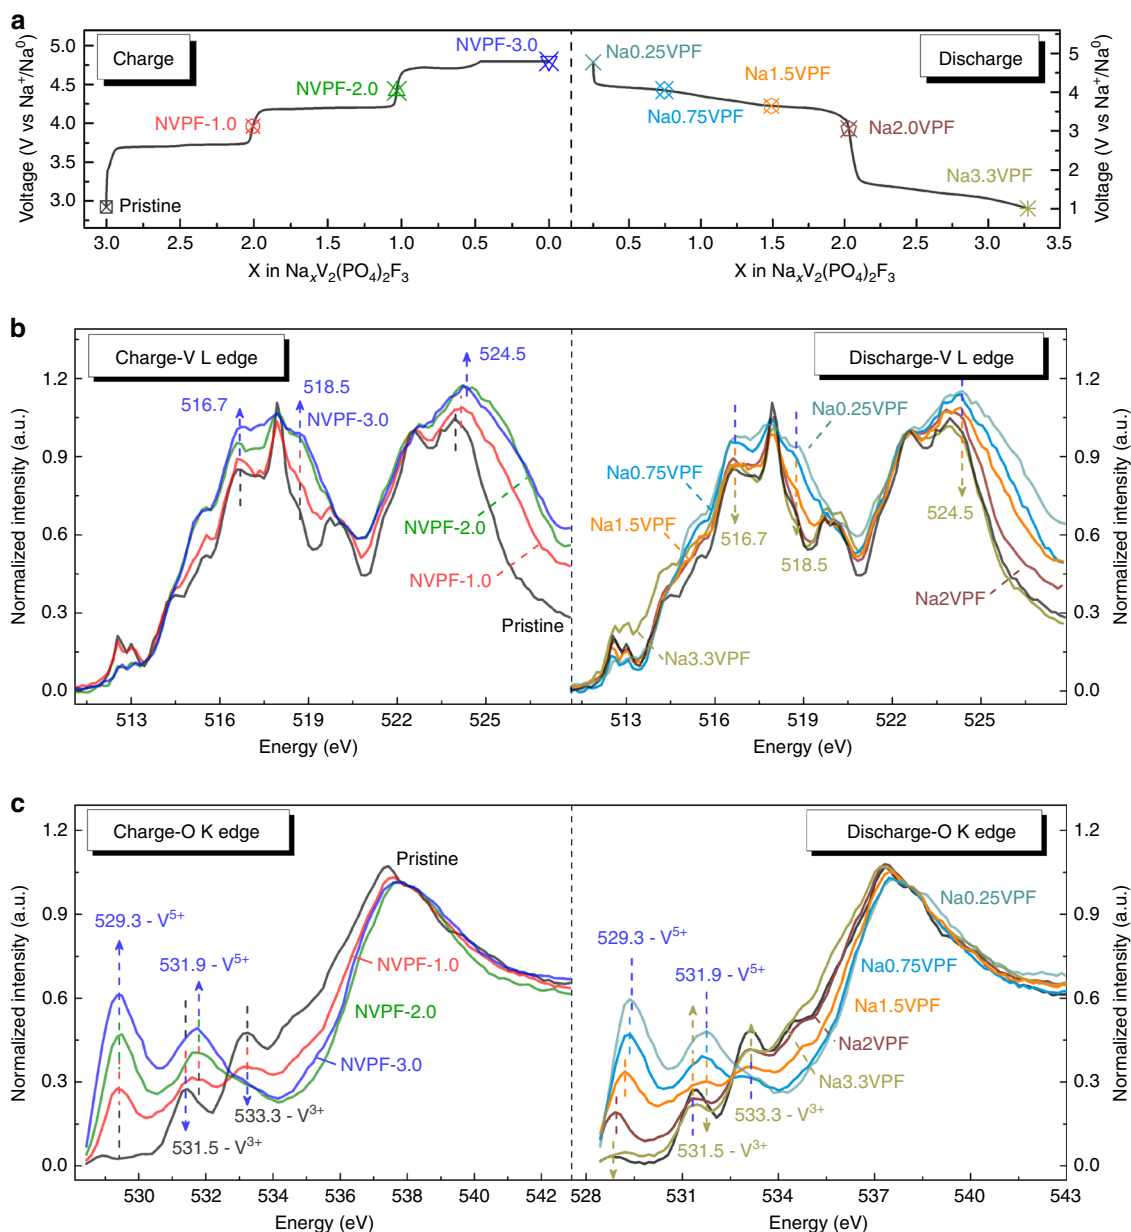 a
Charge
Discharge
NVPF-3.0
NVPF-2.0
NVPF-1.0
Pristine
Na0.25VPF
Na1.5VPF
Na0.75VPF
Na2.0VPF
Na3.3VPF
Voltage (V vs Na⁺/Na⁰)
5.0
4.5
4.0
3.5
3.0
Voltage (V vs Na⁺/Na⁰)
5
4
3
2
1
3.0 2.5 2.0 1.5 1.0 0.5 0.0 0.5 1.0 1.5 2.0 2.5 3.0 3.5
X in NaₓV₂(PO₄)₂F₃
X in NaₓV₂(PO₄)₂F₃
b
Charge-V L edge
Discharge-V L edge
524.5
518.5
516.7
NVPF-3.0
NVPF-2.0
NVPF-1.0
Pristine
Na0.25VPF
Na0.75VPF
Na1.5VPF
516.7
518.5
524.5
Na2VPF
Na3.3VPF
Normalized intensity (a.u.)
1.2
0.9
0.6
0.3
0.0
Normalized intensity (a.u.)
1.2
0.9
0.6
0.3
0.0
513 516 519 522 525 513 516 519 522 525
Energy (eV)
Energy (eV)
c
Charge-O K edge
Discharge-O K edge
Pristine
529.3 - V⁵⁺
531.9 - V⁵⁺
NVPF-1.0
NVPF-2.0
NVPF-3.0
533.3 - V³⁺
531.5 - V³⁺
Na0.25VPF
529.3 - V⁵⁺
531.9 - V⁵⁺
Na0.75VPF
Na1.5VPF
Na2VPF
Na3.3VPF
533.3 - V³⁺
531.5 - V³⁺
Normalized intensity (a.u.)
1.2
0.9
0.6
0.3
0.0
Normalized intensity (a.u.)
1.2
0.9
0.6
0.3
0.0
530 532 534 536 538 540 542 528 531 534 537 540 543
Energy (eV)
Energy (eV)